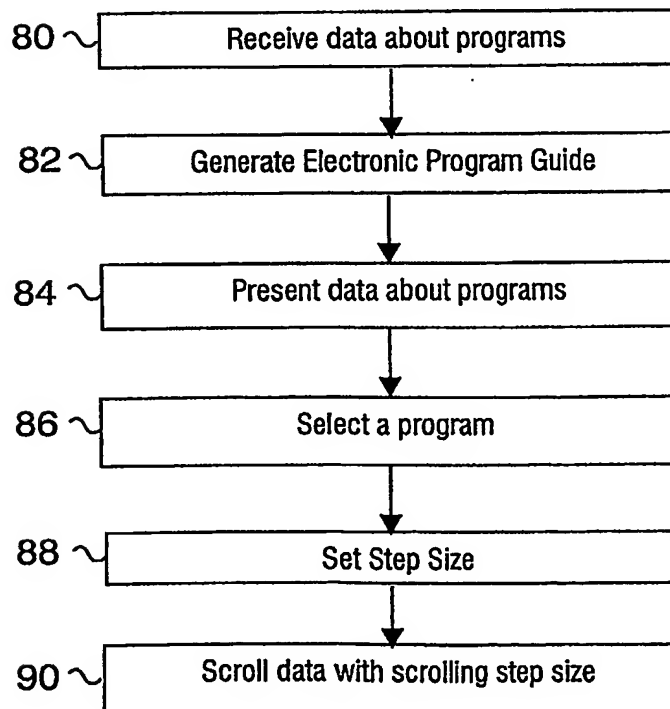 80 Receive data about programs
82 Generate Electronic Program Guide
84 Present data about programs
86 Select a program
88 Set Step Size
90 Scroll data with scrolling step size